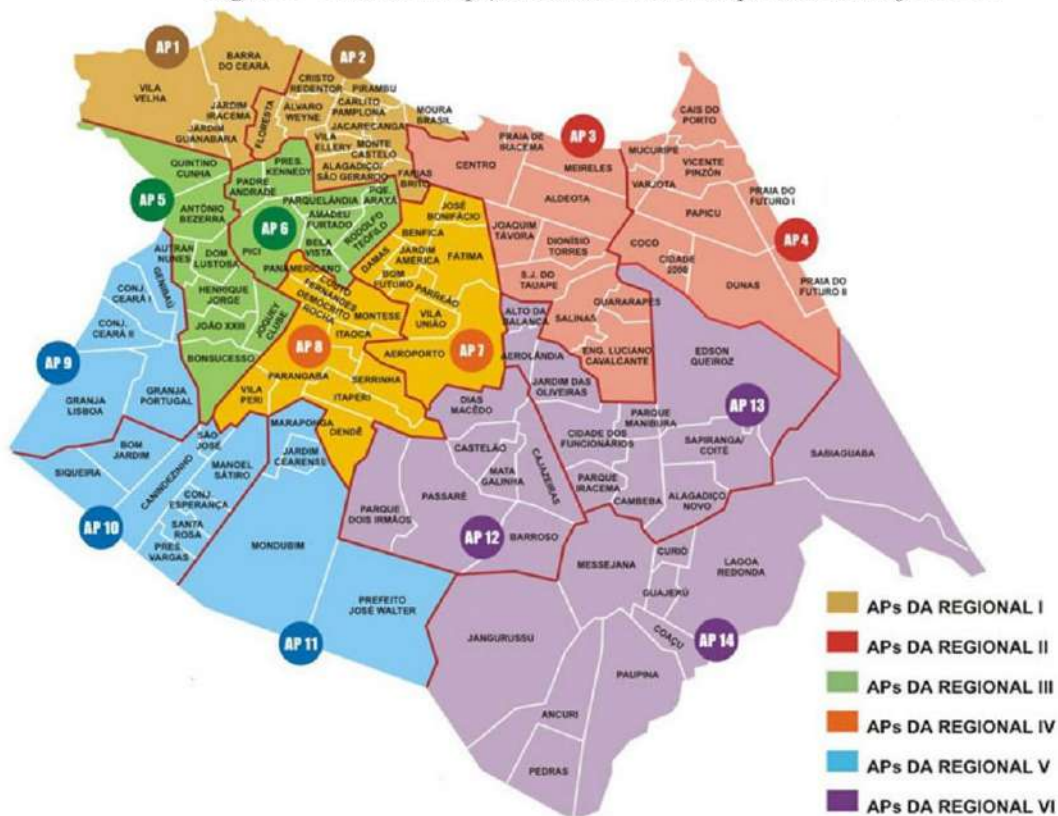 AP 1
BARRA
DO CEARÁ
VILA
VELHA
JARDIM
IRACEMA
JARDIM
GUANABARA
FLORESTA
AP 2
CRISTO
REDENTOR
PIRAMBU
ÁLVARO
WEYNE
CARLITO
PAMPLONA
JACARECANGA
MOURA
BRASIL
VILA
ELLERY
MONTE
CASTELO
ALAGADIÇO/
SÃO GERARDO
FARIAS
BRITO
AP 3
PRAIA DE
IRACEMA
CENTRO
MEIRELES
ALDEOTA
JOAQUIM
TÁVORA
DIONÍSIO
TORRES
S.J. DO
TAUAPE
GUARARAPES
SALINAS
ENG. LUCIANO
CAVALCANTE
AP 4
CAIS DO
PORTO
MUCURIPE
VICENTE
PINZÓN
VARJOTA
PRAIA DO
FUTURO I
PAPICU
COCÓ
CIDADE
2000
DUNAS
PRAIA DO
FUTURO II
AP 5
QUINTINO
CUNHA
ANTÔNIO
BEZERRA
AUTRAN
NUNES
DOM
LUSTOSA
HENRIQUE
JORGE
JOÃO XXIII
JOQUEY
CLUBE
BONSUCESSO
AP 6
PRES.
KENNEDY
PADRE
ANDRADE
PARQUELÂNDIA
PQE.
ARAXÁ
AMADEU
FURTADO
RODOLFO
TEÓFILO
BELA
VISTA
PICI
PANAMERICANO
AP 7
JOSÉ
BONIFÁCIO
BENFICA
DAMAS
JARDIM
AMÉRICA
FÁTIMA
BOM
FUTURO
PARREÃO
VILA
UNIÃO
AEROPORTO
AP 8
COUTO
FERNANDES
DEMÓCRITO
ROCHA
MONTESE
ITAOCA
PARANGABA
SERRINHA
VILA
PERI
ITAPERI
DENDÊ
AP 9
GENIBAÚ
CONJ.
CEARÁ I
CONJ.
CEARÁ II
GRANJA
LISBOA
GRANJA
PORTUGAL
AP 10
BOM
JARDIM
SIQUEIRA
CANINDEZINHO
SÃO
JOSÉ
MANOEL
SÁTIRO
CONJ.
ESPERANÇA
SANTA
ROSA
PRES.
VARGAS
AP 11
MARAPONGA
JARDIM
CEARENSE
MONDUBIM
PREFEITO
JOSÉ WALTER
AP 12
DIAS
MACÊDO
CASTELÃO
MATA
GALINHA
CAJAZEIRAS
PASSARÉ
PARQUE
DOIS IRMÃOS
BARROSO
AP 13
ALTO DA
BALANÇA
AEROLÂNDIA
JARDIM DAS
OLIVEIRAS
EDSON
QUEIROZ
PARQUE
MANIBURA
CIDADE DOS
FUNCIONÁRIOS
SAPIRANGA/
COITÉ
PARQUE
IRACEMA
CAMBEBA
ALAGADIÇO
NOVO
SABIAGUABA
AP 14
MESSEJANA
CURIÓ
LAGOA
REDONDA
GUAJERÚ
COAÇU
JANGURUSSU
PAUPINA
ANCURI
PEDRAS
APs DA REGIONAL I
APs DA REGIONAL II
APs DA REGIONAL III
APs DA REGIONAL IV
APs DA REGIONAL V
APs DA REGIONAL VI